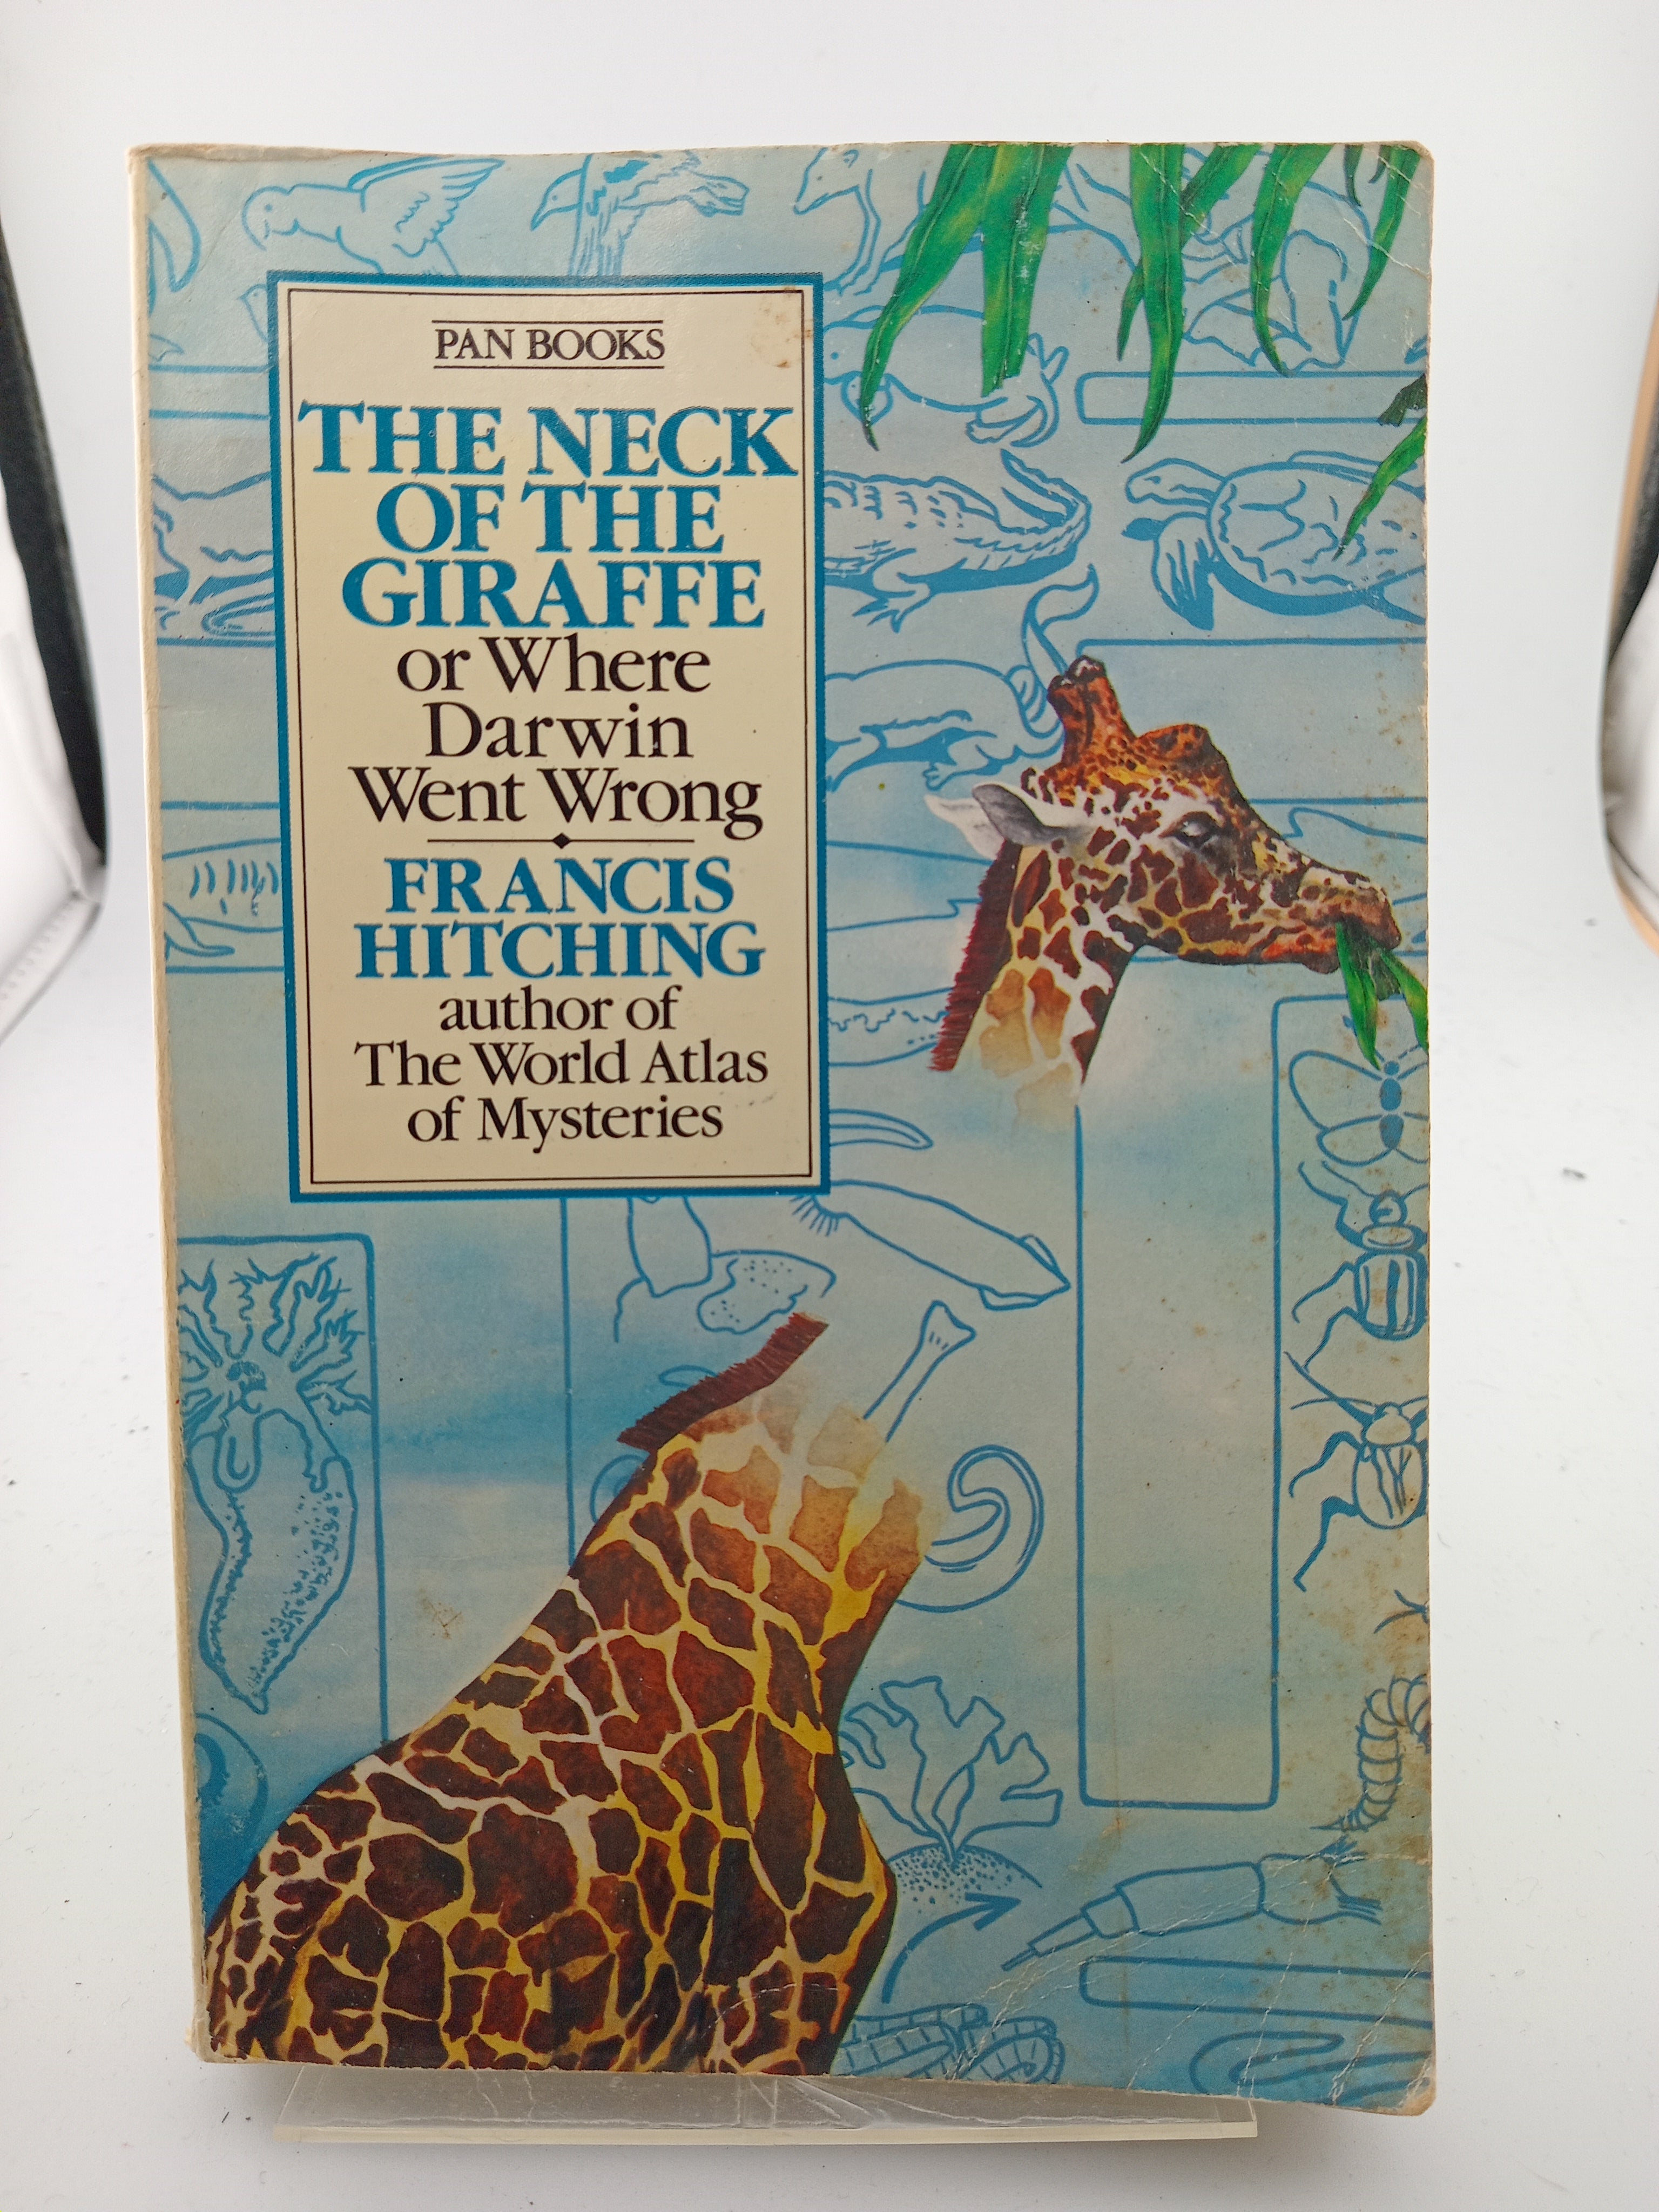 PAN BOOKS
THE NECK
OF THE
GIRAFFE
or Where
Darwin
Went Wrong
FRANCIS
HITCHING
author of
The World Atlas
of Mysteries